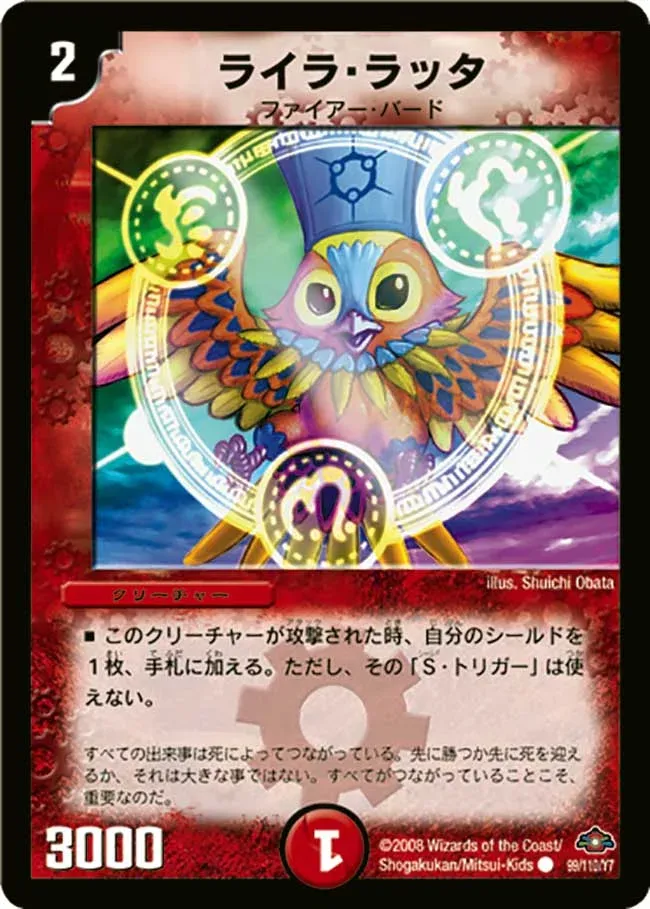 2
ライラ・ラッタ
ファイアー・バード
illus. Shuichi Obata
クリーチャー
■ このクリーチャーが攻撃された時、自分のシールドを
1枚、手札に加える。ただし、その「S・トリガー」は使
えない。
すべての出来事は死によってつながっている。先に勝つか先に死を迎え
るか、それは大きな事ではない。すべてがつながっていることこそ、
重要なのだ。
3000
1
©2008 Wizards of the Coast/
Shogakukan/Mitsui-Kids
99/110/Y7